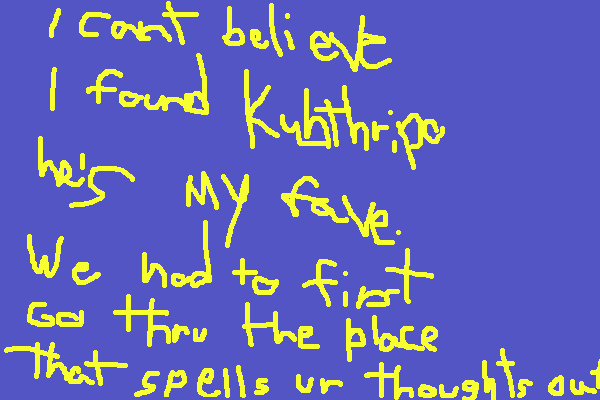 I cant believe
I found Kuhthripo
he's My fave.
We had to first
Go thru the place
that spells ur thoughts out